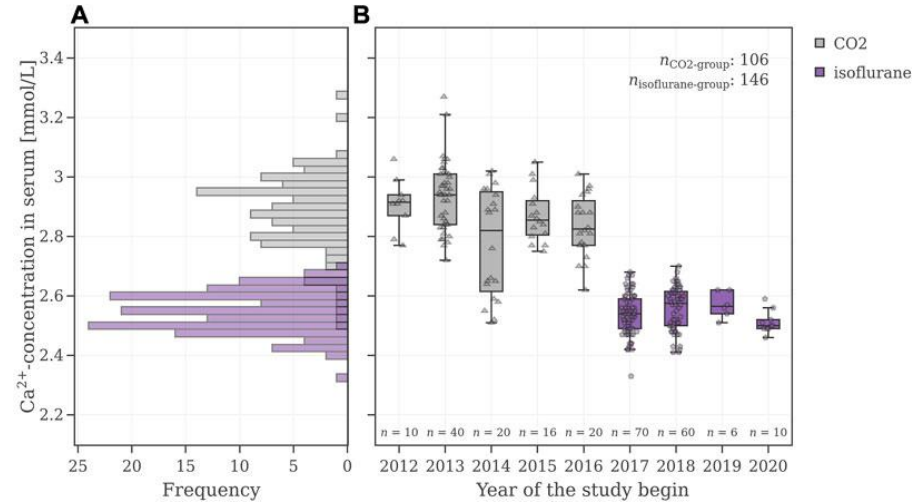 A
B
Ca2+-concentration in serum [mmol/L]
3.4
3.2
3
2.8
2.6
2.4
2.2
25 20 15 10 5 0
Frequency
nCO2-group: 106
nisoflurane-group: 146
CO2
isoflurane
n = 10 n = 40 n = 20 n = 16 n = 20 n = 70 n = 60 n = 6 n = 10
2012 2013 2014 2015 2016 2017 2018 2019 2020
Year of the study begin